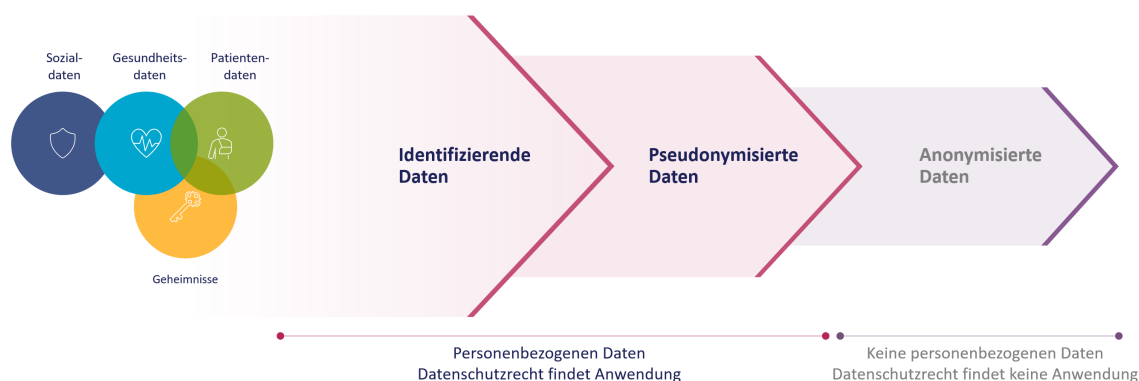 Sozial-
daten
Gesundheits-
daten
Patienten-
daten
Geheimnisse
Identifizierende
Daten
Pseudonymisierte
Daten
Anonymisierte
Daten
Personenbezogenen Daten
Datenschutzrecht findet Anwendung
Keine personenbezogenen Daten
Datenschutzrecht findet keine Anwendung